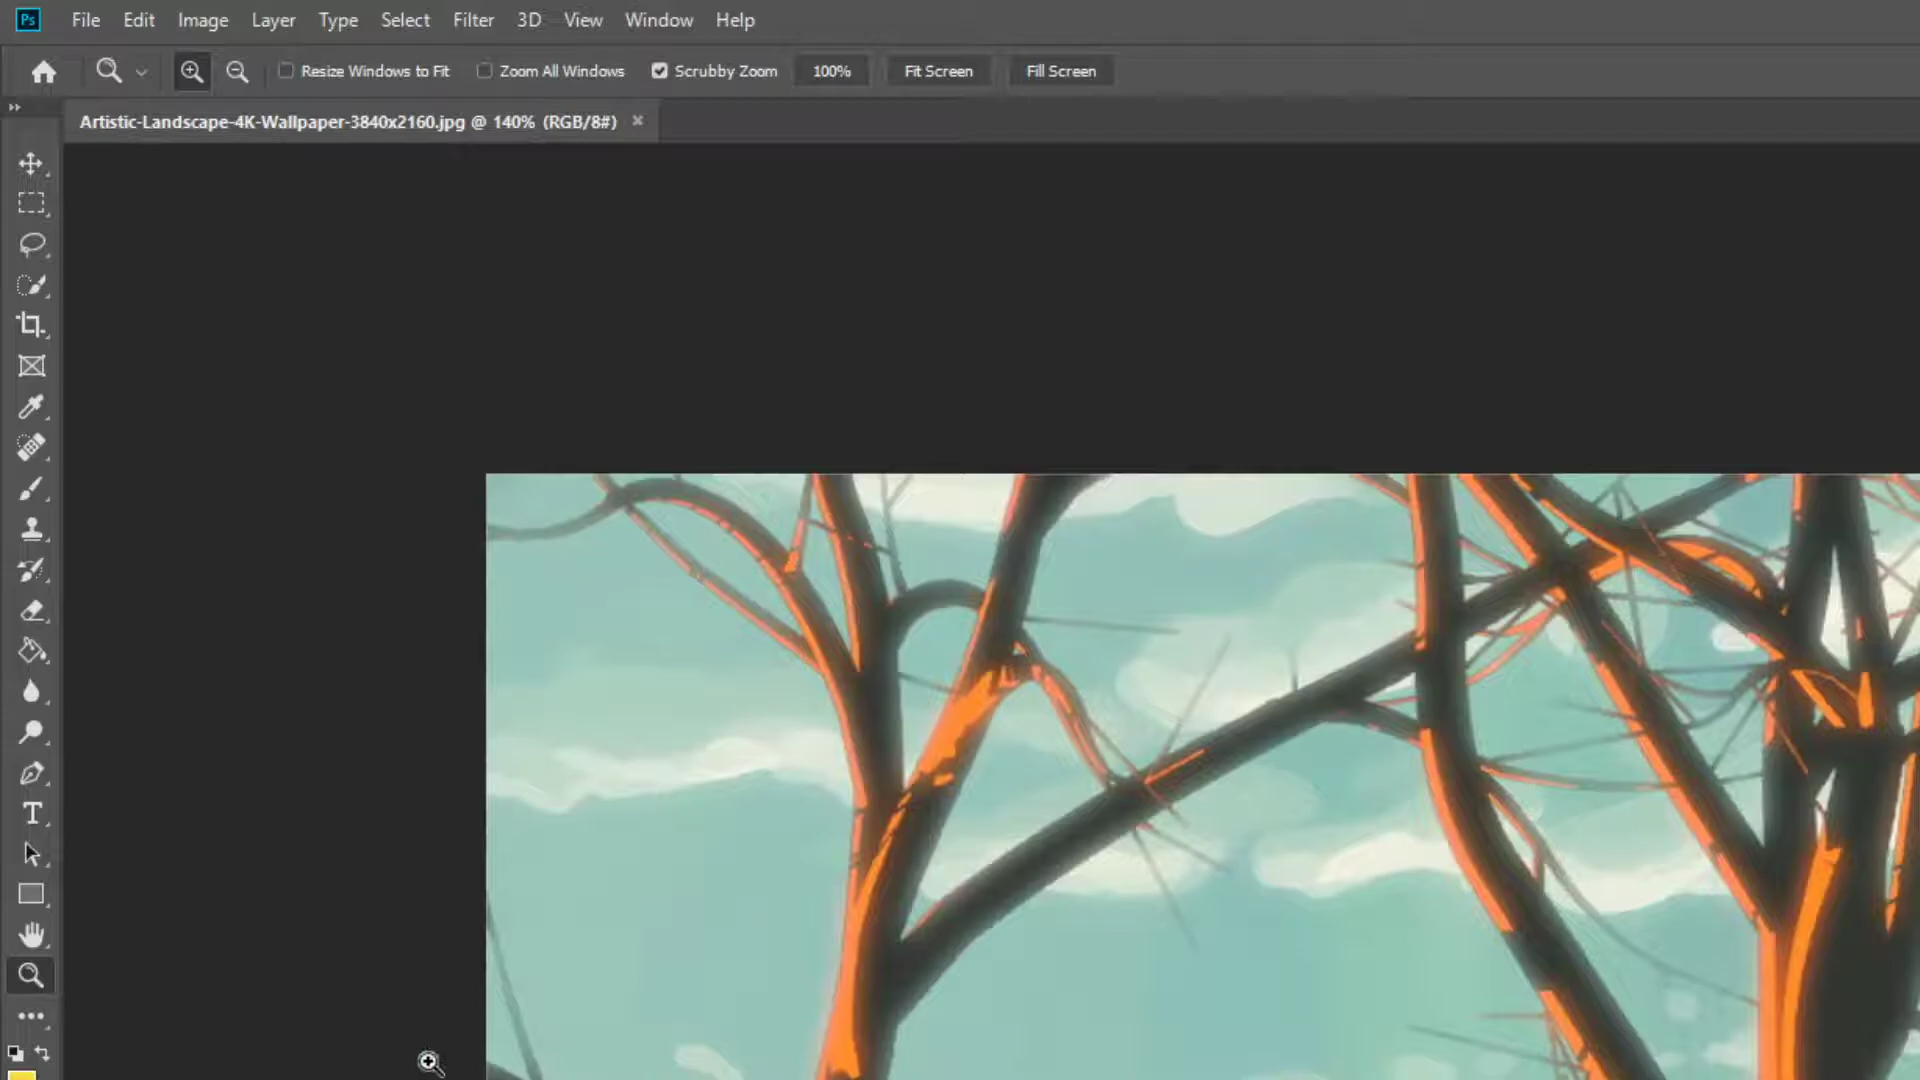 Ps File Edit Image Layer Type Select Filter 3D View Window Help
Resize Windows to Fit Zoom All Windows Scrubby Zoom 100% Fit Screen Fill Screen
Artistic-Landscape-4K-Wallpaper-3840x2160.jpg @ 140% (RGB/8#) ×
T